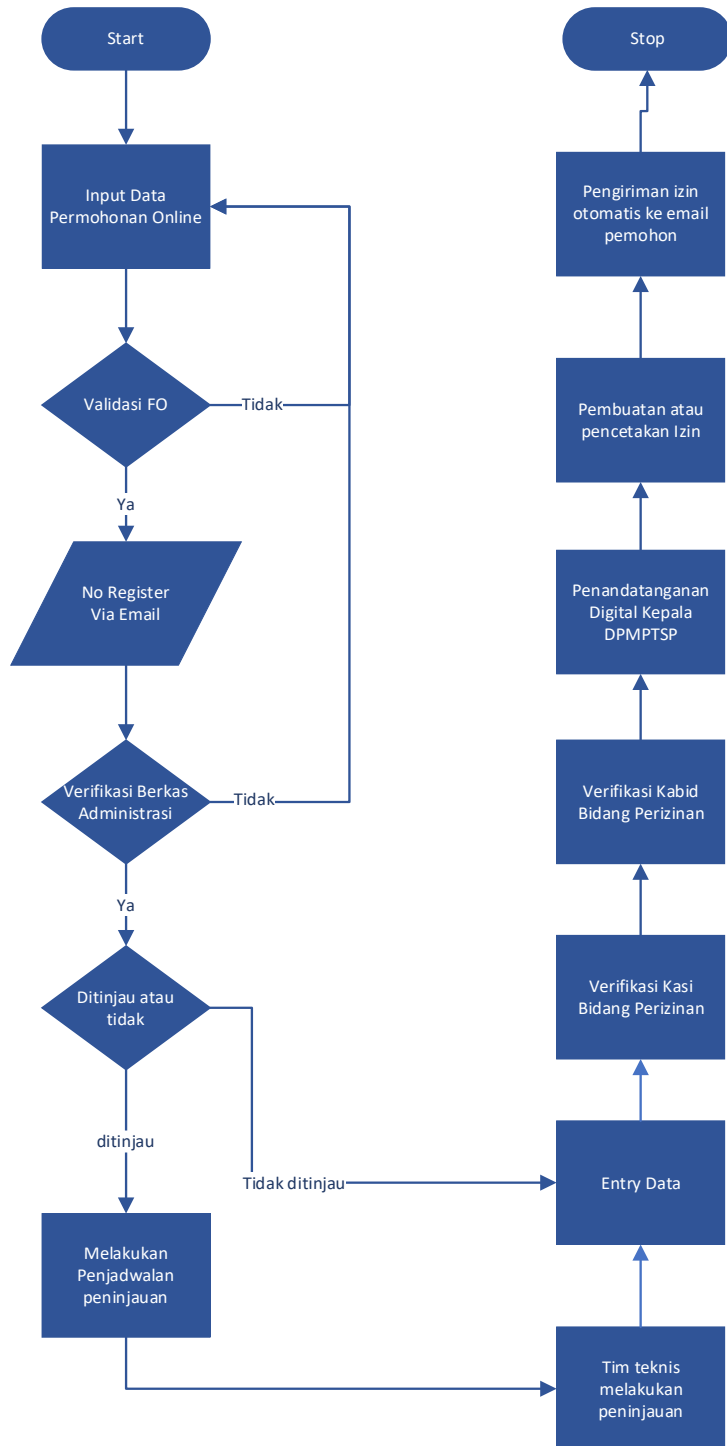 Start
Input Data
Permohonan Online
Validasi FO
Tidak
Ya
No Register
Via Email
Verifikasi Berkas
Administrasi
Tidak
Ya
Ditinjau atau
tidak
ditinjau
Tidak ditinjau
Melakukan
Penjadwalan
peninjauan
Tim teknis
melakukan
peninjauan
Entry Data
Verifikasi Kasi
Bidang Perizinan
Verifikasi Kabid
Bidang Perizinan
Penandatanganan
Digital Kepala
DPMPTSP
Pembuatan atau
pencetakan Izin
Pengiriman izin
otomatis ke email
pemohon
Stop